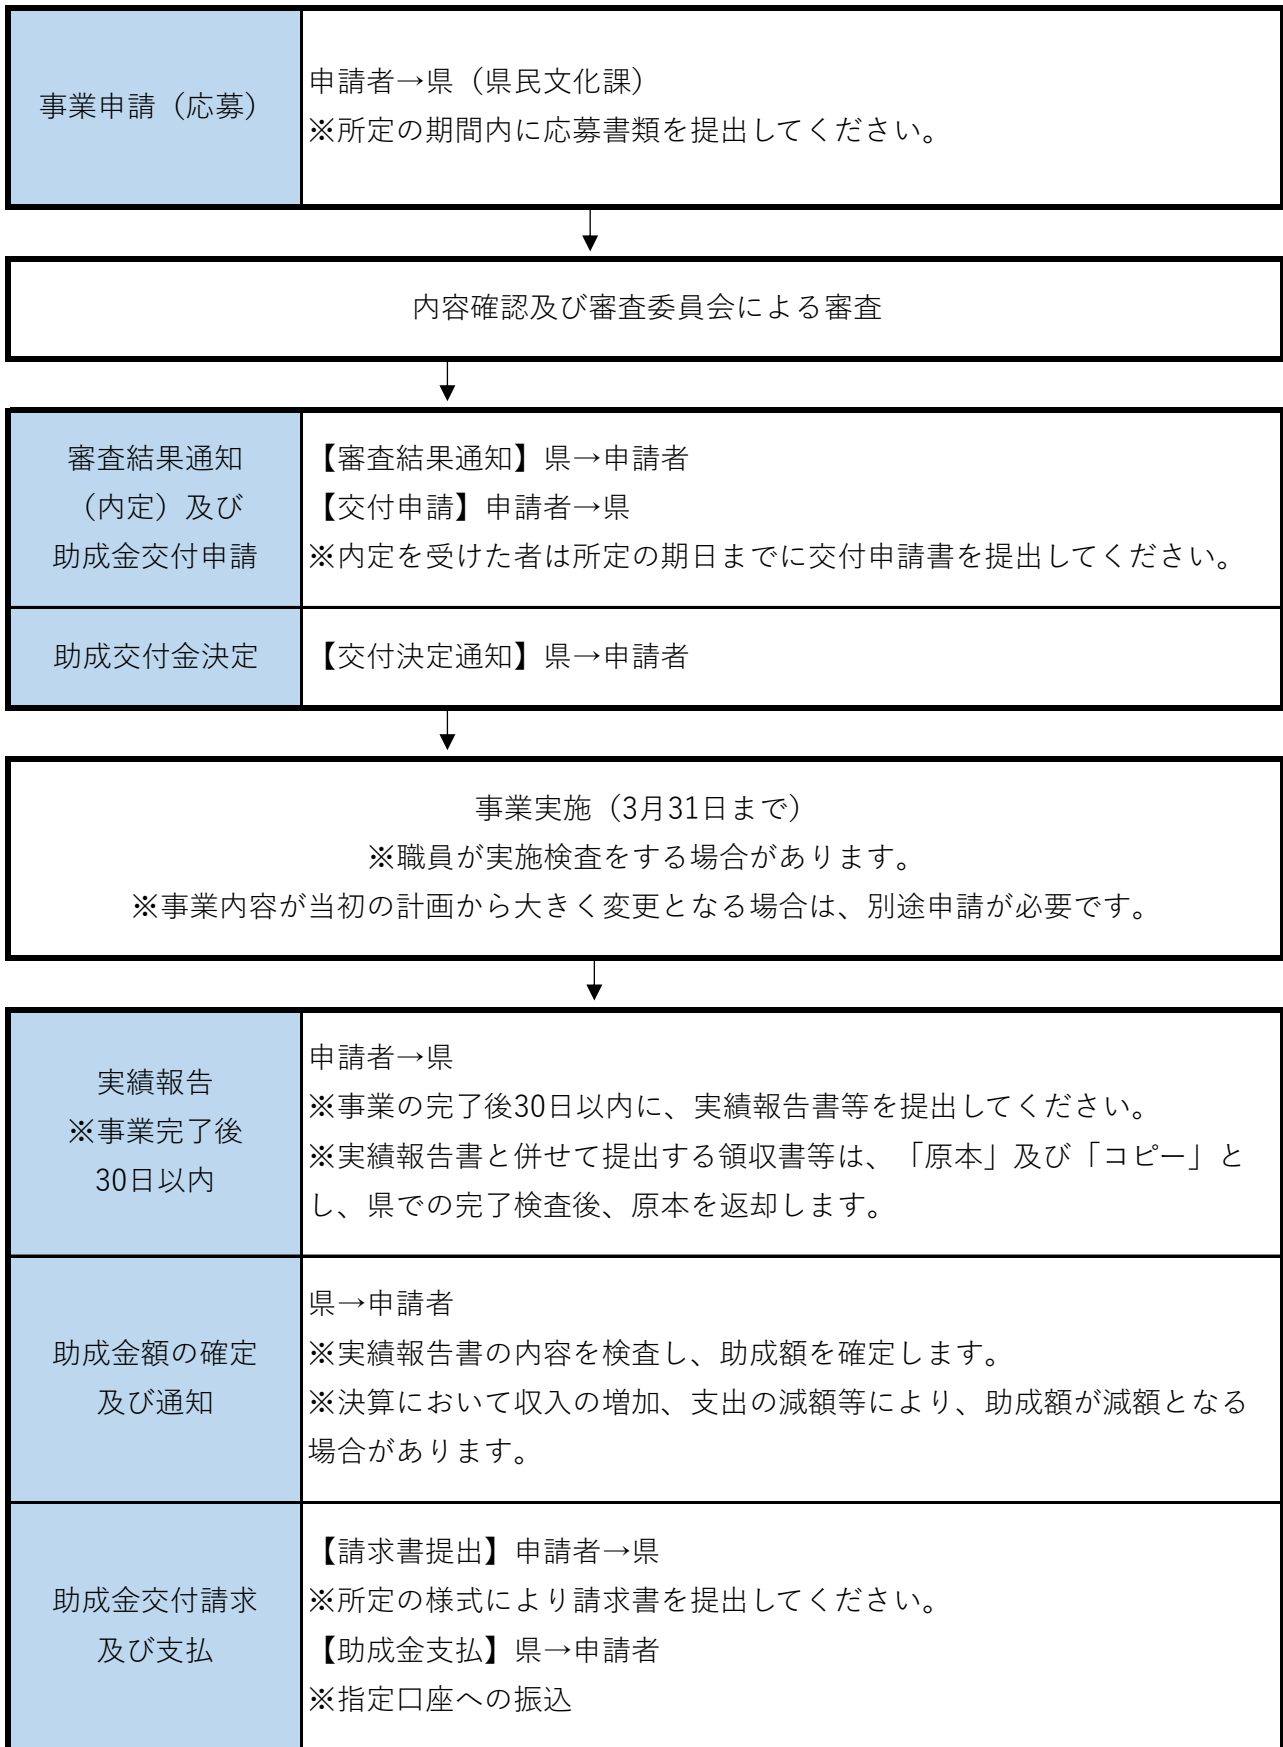 事業申請（応募）
申請者→県（県民文化課）
※所定の期間内に応募書類を提出してください。
内容確認及び審査委員会による審査
審査結果通知
（内定）及び
助成金交付申請
【審査結果通知】県→申請者
【交付申請】申請者→県
※内定を受けた者は所定の期日までに交付申請書を提出してください。
助成交付金決定
【交付決定通知】県→申請者
事業実施（3月31日まで）
※職員が実施検査をする場合があります。
※事業内容が当初の計画から大きく変更となる場合は、別途申請が必要です。
実績報告
※事業完了後
30日以内
申請者→県
※事業の完了後30日以内に、実績報告書等を提出してください。
※実績報告書と併せて提出する領収書等は、「原本」及び「コピー」と
し、県での完了検査後、原本を返却します。
助成金額の確定
及び通知
県→申請者
※実績報告書の内容を検査し、助成額を確定します。
※決算において収入の増加、支出の減額等により、助成額が減額となる
場合があります。
助成金交付請求
及び支払
【請求書提出】申請者→県
※所定の様式により請求書を提出してください。
【助成金支払】県→申請者
※指定口座への振込